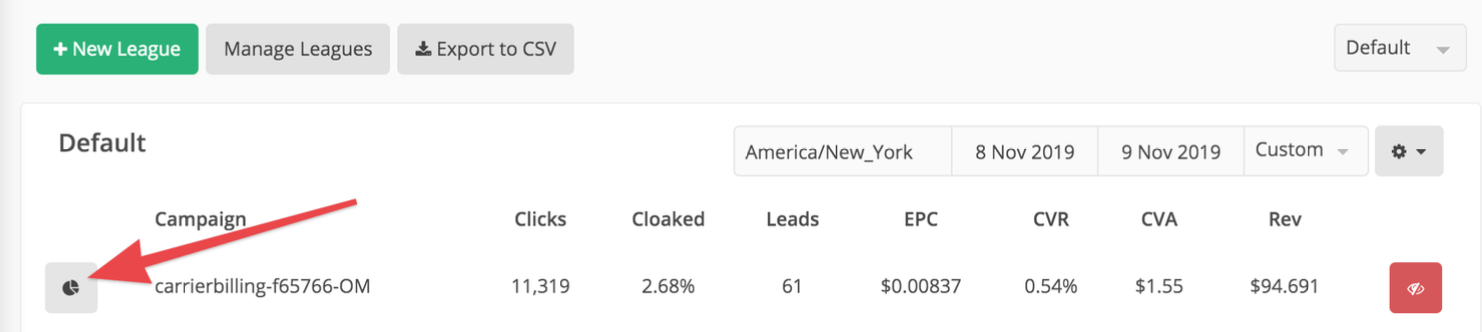 + New League Manage Leagues Export to CSV Default
Default America/New_York 8 Nov 2019 9 Nov 2019 Custom
Campaign Clicks Cloaked Leads EPC CVR CVA Rev
carrierbilling-f65766-OM 11,319 2.68% 61 $0.00837 0.54% $1.55 $94.691